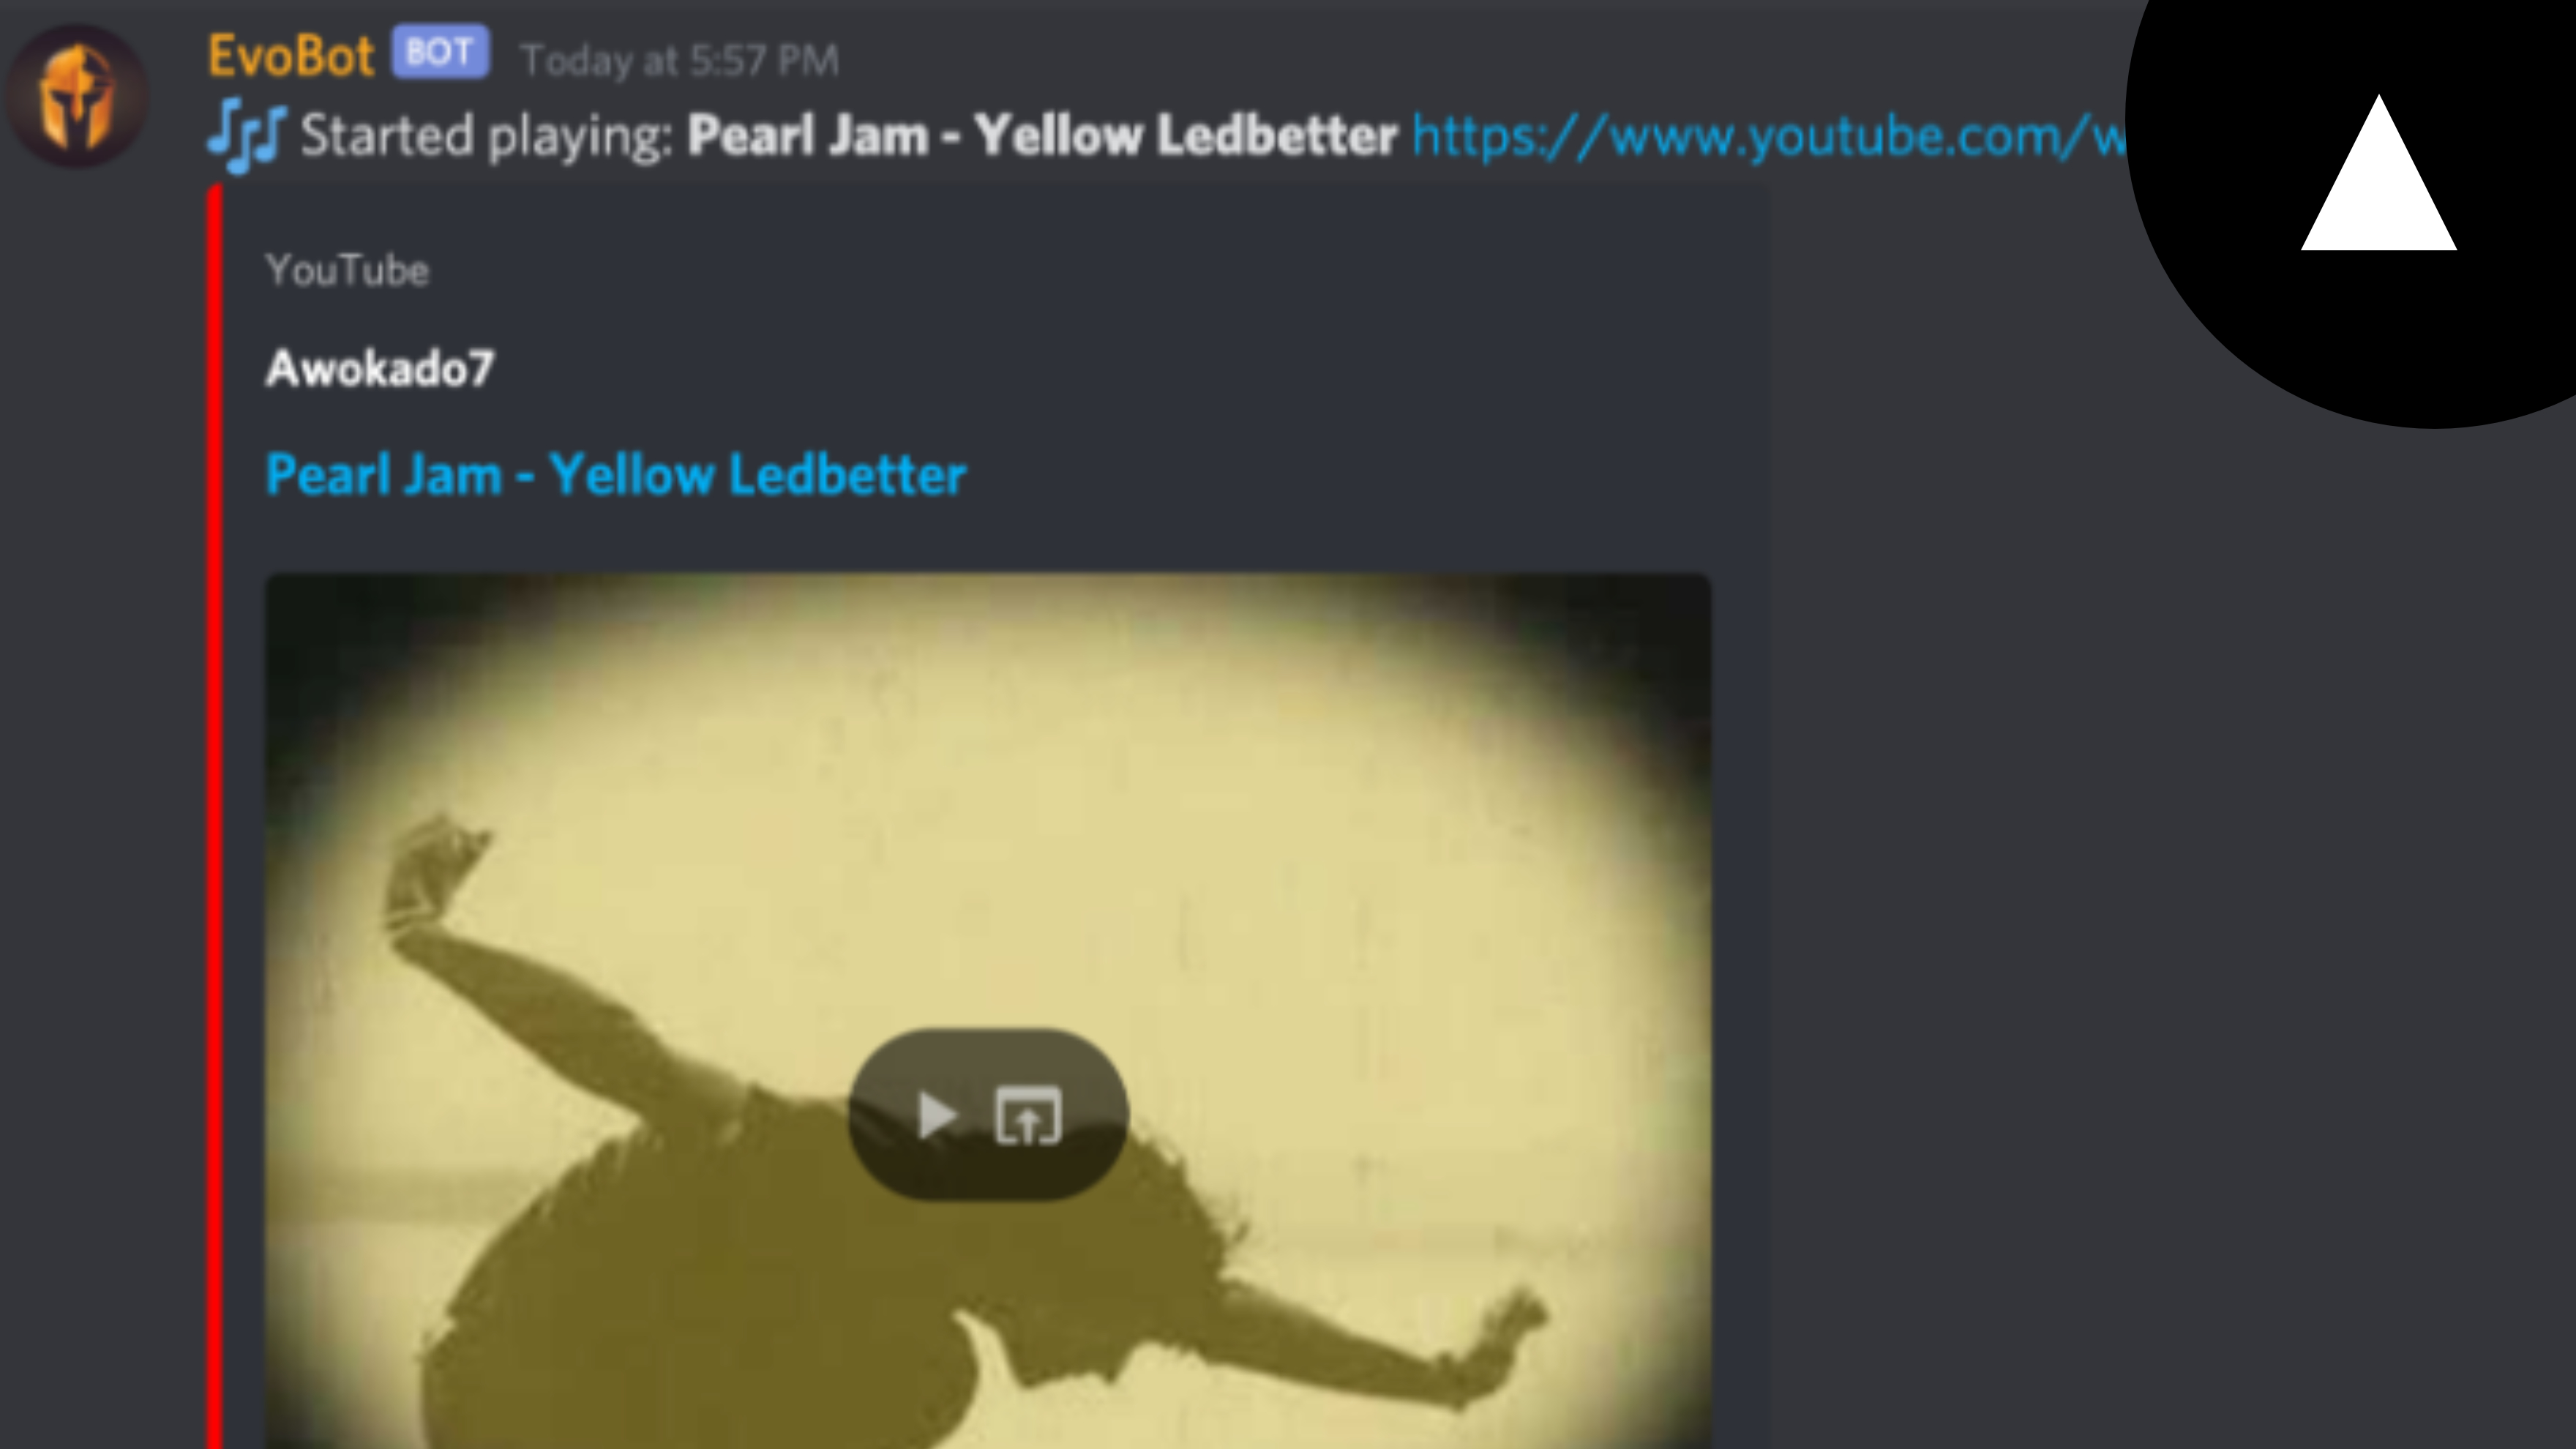 EvoBot BOT Today at 5:57 PM
🎶 Started playing: Pearl Jam - Yellow Ledbetter https://www.youtube.com/w
YouTube
Awokado7
Pearl Jam - Yellow Ledbetter